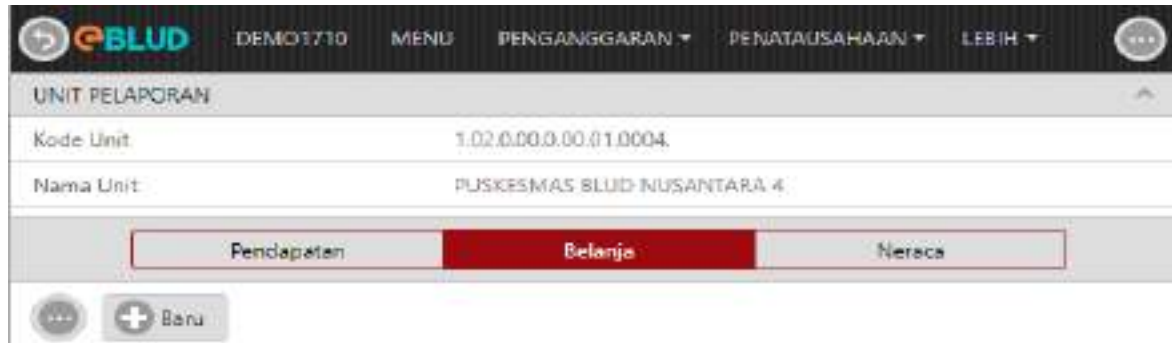 eBLUD DEMO1710 MENU PENGANGGARAN PENATAUSAHAAN LEBIH
UNIT PELAPORAN
Kode Unit 1.02.0.00.0.00.01.0004.
Nama Unit PUSKESMAS BLUD NUSANTARA 4
Pendapatan Belanja Neraca
Baru